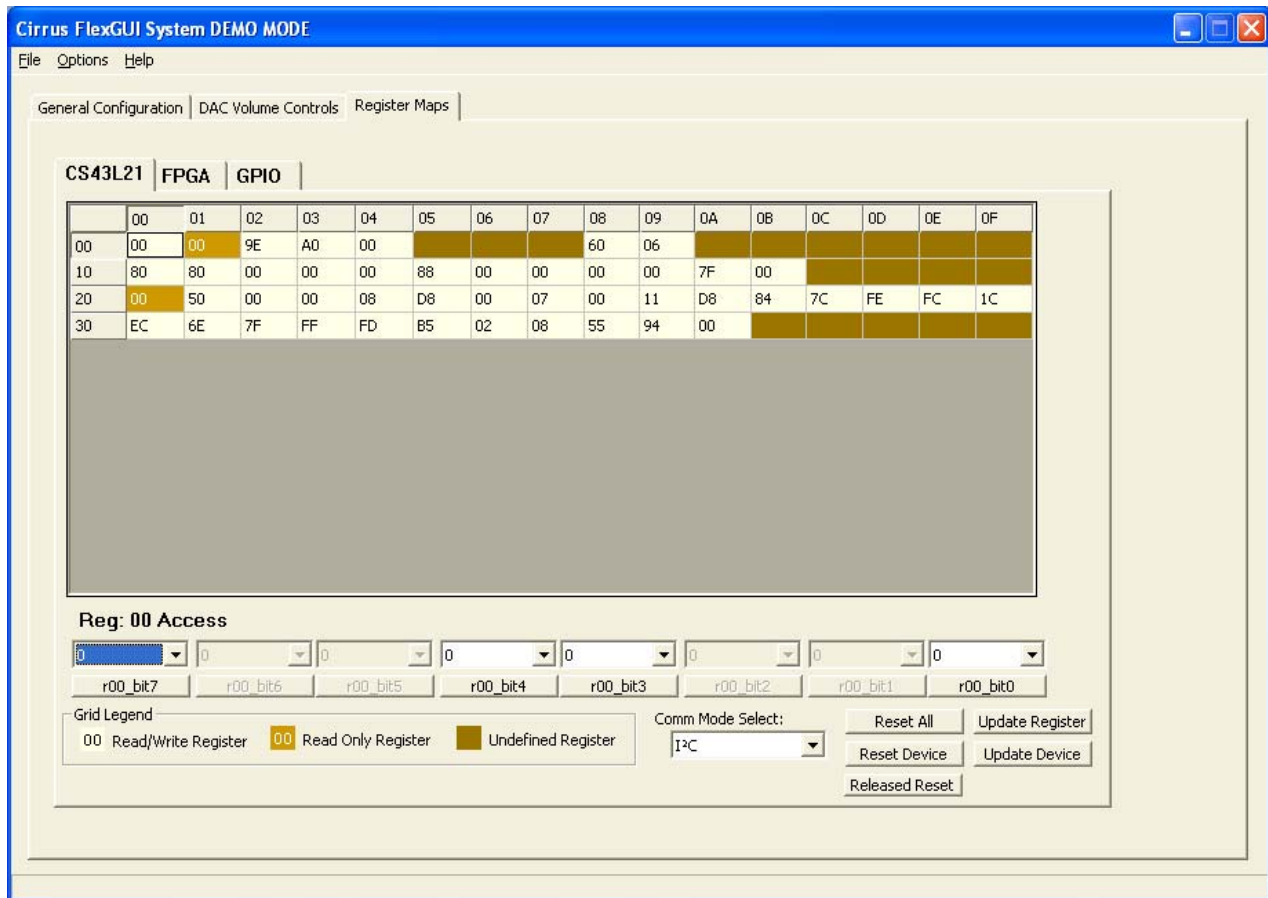 Cirrus FlexGUI System DEMO MODE
File Options Help
General Configuration DAC Volume Controls Register Maps
CS43L21 FPGA GPIO
00 01 02 03 04 05 06 07 08 09 0A 0B 0C 0D 0E 0F
00 00 00 9E A0 00 60 06
10 80 80 00 00 00 88 00 00 00 00 7F 00
20 00 50 00 00 08 D8 00 07 00 11 D8 84 7C FE FC 1C
30 EC 6E 7F FF FD B5 02 08 55 94 00
Reg: 00 Access
0 0 0 0 0 0 0 0
r00_bit7 r00_bit6 r00_bit5 r00_bit4 r00_bit3 r00_bit2 r00_bit1 r00_bit0
Grid Legend
00 Read/Write Register 00 Read Only Register Undefined Register
Comm Mode Select:
I²C
Reset All Update Register
Reset Device Update Device
Released Reset